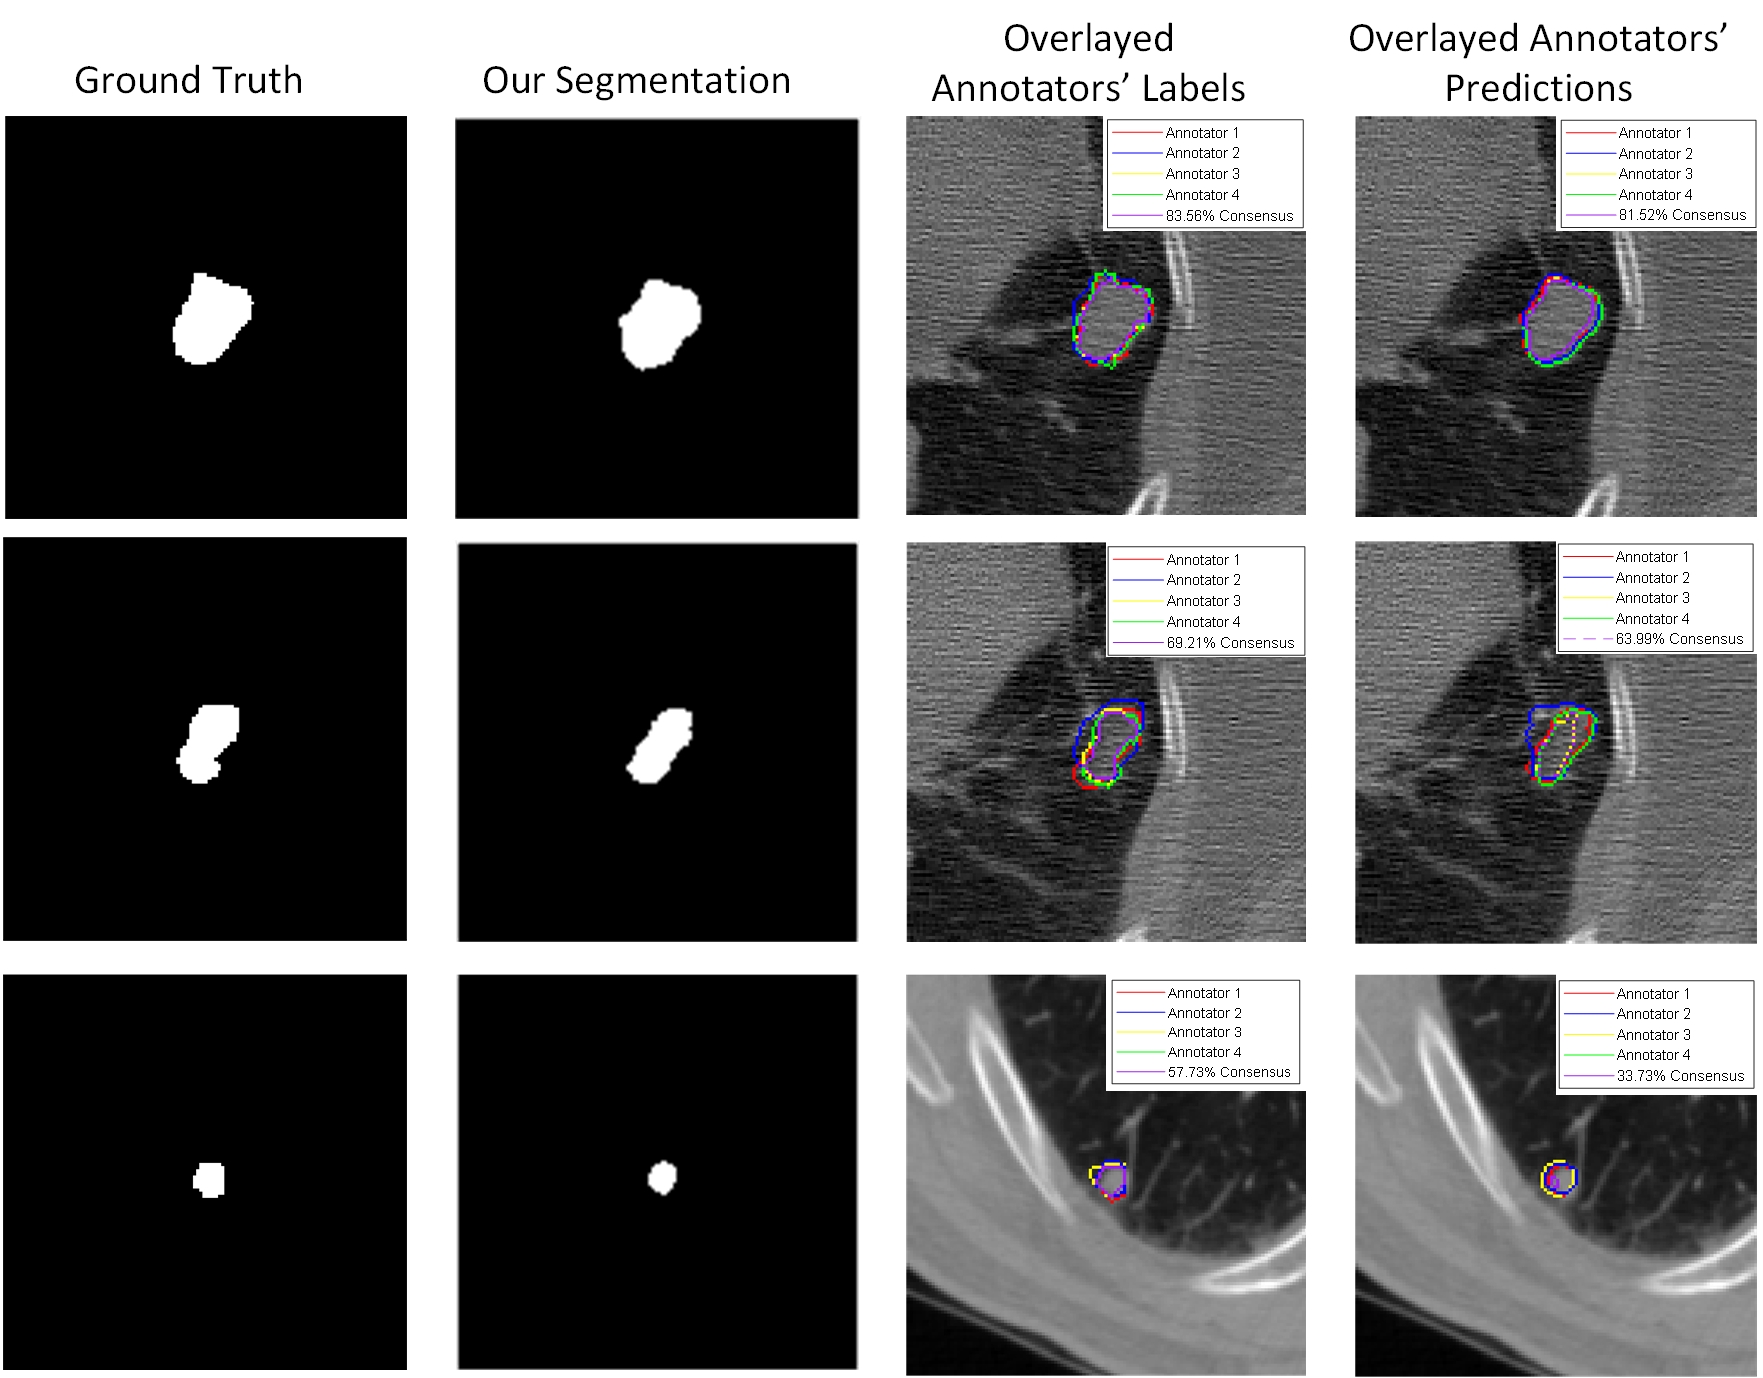 Ground Truth
Our Segmentation
Overlayed
Annotators' Labels
Overlayed Annotators'
Predictions
Annotator 1
Annotator 2
Annotator 3
Annotator 4
83.56% Consensus
Annotator 1
Annotator 2
Annotator 3
Annotator 4
81.52% Consensus
Annotator 1
Annotator 2
Annotator 3
Annotator 4
69.21% Consensus
Annotator 1
Annotator 2
Annotator 3
Annotator 4
63.99% Consensus
Annotator 1
Annotator 2
Annotator 3
Annotator 4
57.73% Consensus
Annotator 1
Annotator 2
Annotator 3
Annotator 4
33.73% Consensus